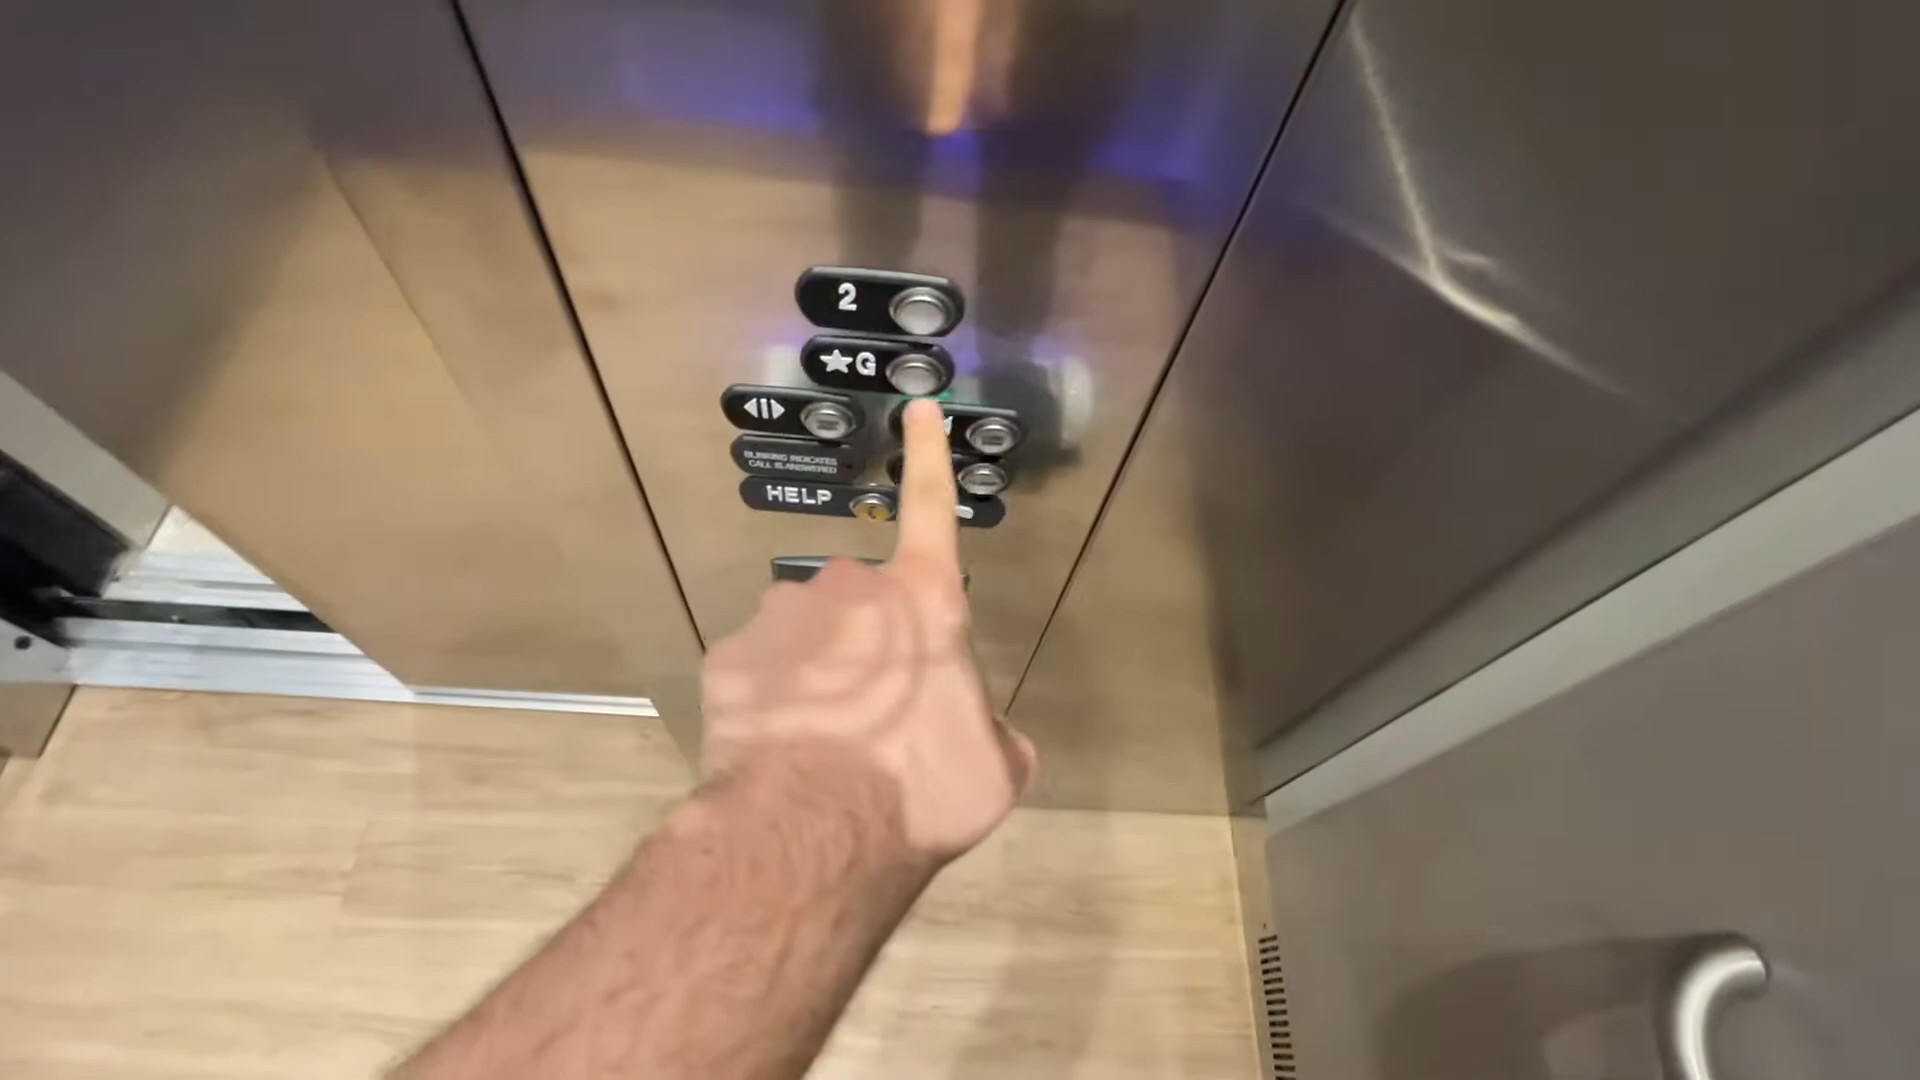 2
★G
BLINKING INDICATES
CALL IS ANSWERED
HELP